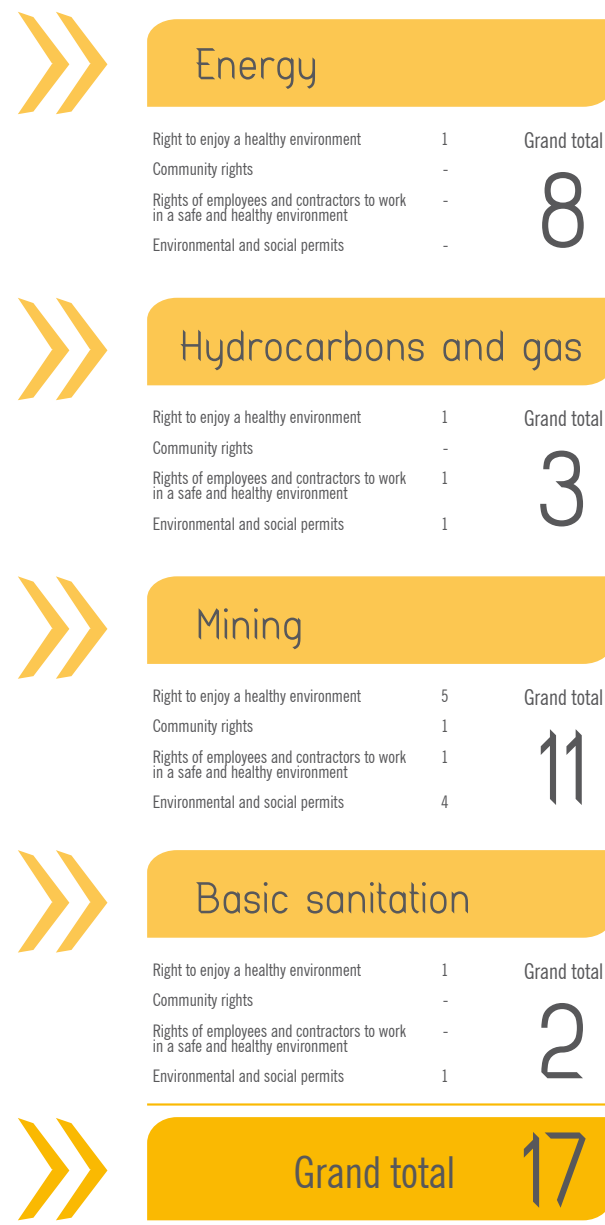 Energy
Right to enjoy a healthy environment 1 Grand total
Community rights -
8
Rights of employees and contractors to work
in a safe and healthy environment -
Environmental and social permits -
Hydrocarbons and gas
Right to enjoy a healthy environment 1 Grand total
Community rights -
3
Rights of employees and contractors to work
in a safe and healthy environment 1
Environmental and social permits 1
Mining
Right to enjoy a healthy environment 5 Grand total
Community rights 1
11
Rights of employees and contractors to work
in a safe and healthy environment 1
Environmental and social permits 4
Basic sanitation
Right to enjoy a healthy environment 1 Grand total
Community rights -
2
Rights of employees and contractors to work
in a safe and healthy environment -
Environmental and social permits 1
Grand total 17